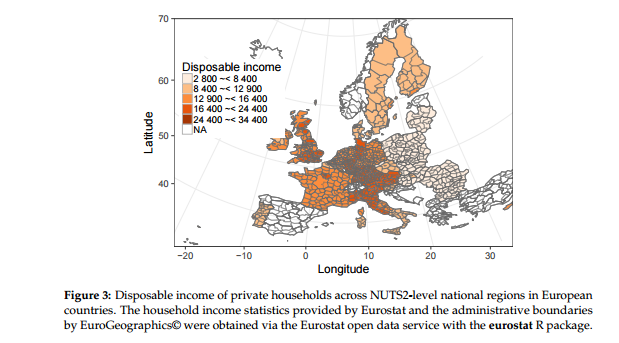 70
60
50
40
Latitude
Disposable income
2 800 ~< 8 400
8 400 ~< 12 900
12 900 ~< 16 400
16 400 ~< 24 400
24 400 ~< 34 400
NA
−20 −10 0 10 20 30
Longitude
Figure 3: Disposable income of private households across NUTS2-level national regions in European
countries. The household income statistics provided by Eurostat and the administrative boundaries
by EuroGeographics© were obtained via the Eurostat open data service with the eurostat R package.